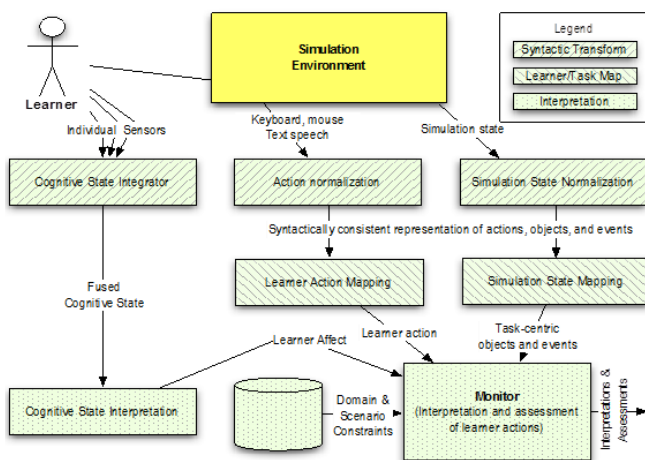 Simulation
Environment
Legend
Syntactic Transform
Learner/Task Map
Interpretation
Learner
Individual Sensors
Keyboard, mouse
Text speech
Simulation state
Cognitive State Integrator
Action normalization
Simulation State Normalization
Syntactically consistent representation of actions, objects, and events
Fused
Cognitive State
Learner Action Mapping
Simulation State Mapping
Learner Affect
Learner action
Task-centric
objects and events
Cognitive State Interpretation
Domain &
Scenario
Constraints
Monitor
(Interpretation and assessment
of learner actions)
Interpretations &
Assessments